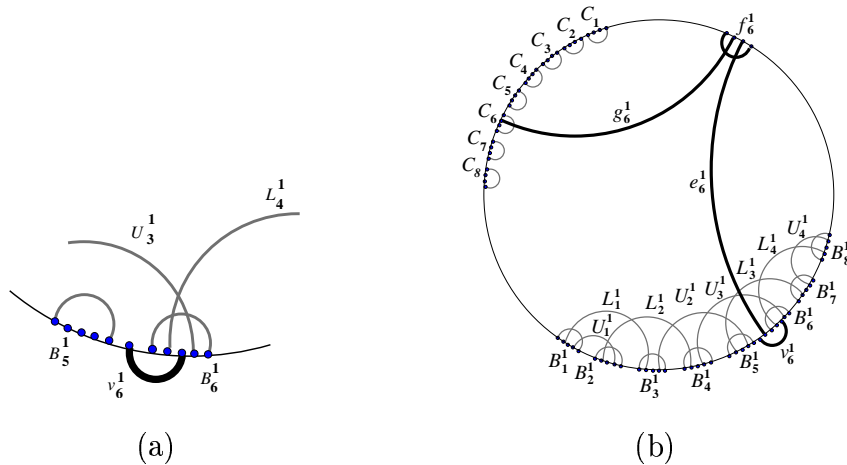 L_4^1
U_3^1
B_5^1
v_6^1
B_6^1
(a)
C_1
C_2
C_3
C_4
C_5
C_6
C_7
C_8
f_6^1
g_6^1
e_6^1
U_4^1
L_4^1
L_3^1
U_3^1
U_2^1
L_2^1
L_1^1
U_1^1
B_8^1
B_7^1
B_6^1
v_6^1
B_5^1
B_4^1
B_3^1
B_2^1
B_1^1
(b)